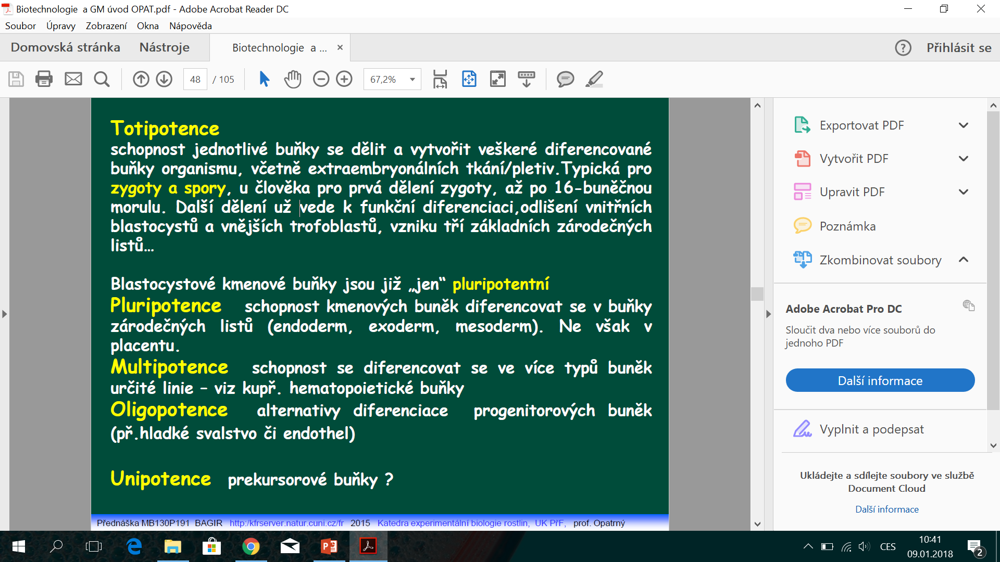 Biotechnologie  a GM úvod OPAT.pdf - Adobe Acrobat Reader DC
Soubor Úpravy Zobrazení Okna Nápověda
Domovská stránka Nástroje Biotechnologie  a ... × ? Přihlásit se
48 / 105 67,2%
Totipotence
schopnost jednotlivé buňky se dělit a vytvořit veškeré diferencované
buňky organismu, včetně extraembryonálních tkání/pletiv.Typická pro
zygoty a spory, u člověka pro prvá dělení zygoty, až po 16-buněčnou
morulu. Další dělení už vede k funkční diferenciaci,odlišení vnitřních
blastocystů a vnějších trofoblastů, vzniku tří základních zárodečných
listů…
Blastocystové kmenové buňky jsou již „jen“ pluripotentní
Pluripotence schopnost kmenových buněk diferencovat se v buňky
zárodečných listů (endoderm, exoderm, mesoderm). Ne však v
placentu.
Multipotence schopnost se diferencovat se ve více typů buněk
určité linie – viz kupř. hematopoietické buňky
Oligopotence alternativy diferenciace progenitorových buněk
(př.hladké svalstvo či endothel)
Unipotence prekursorové buňky ?
Přednáška MB130P191 BAGIR http:/kfrserver.natur.cuni.cz/fr 2015 Katedra experimentální biologie rostlin, UK PřF, prof. Opatrný
Exportovat PDF
Vytvořit PDF
Upravit PDF
Poznámka
Zkombinovat soubory
Adobe Acrobat Pro DC
Sloučit dva nebo více souborů do
jednoho PDF
Další informace
Vyplnit a podepsat
Ukládejte a sdílejte soubory ve službě
Document Cloud
Další informace
CES
10:41
09.01.2018
2